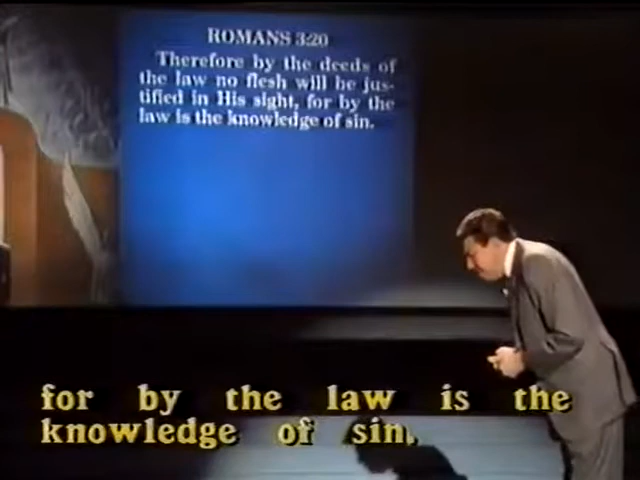 ROMANS 3:20
Therefore by the deeds of
the law no flesh will be jus-
tified in His sight, for by the
law is the knowledge of sin.
for by the law is the
knowledge of sin.